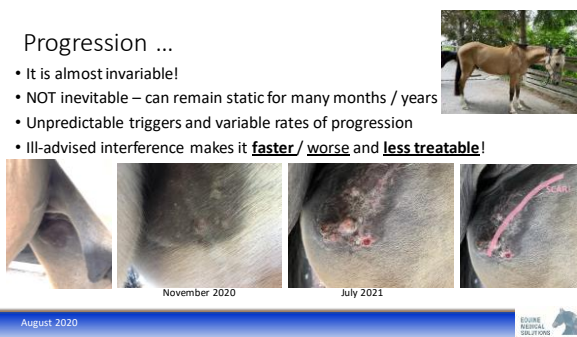 Progression ...
• It is almost invariable!
• NOT inevitable – can remain static for many months / years
• Unpredictable triggers and variable rates of progression
• Ill-advised interference makes it faster / worse and less treatable!
SCAR!
November 2020
July 2021
August 2020
EQUINE
MEDICAL
SOLUTIONS